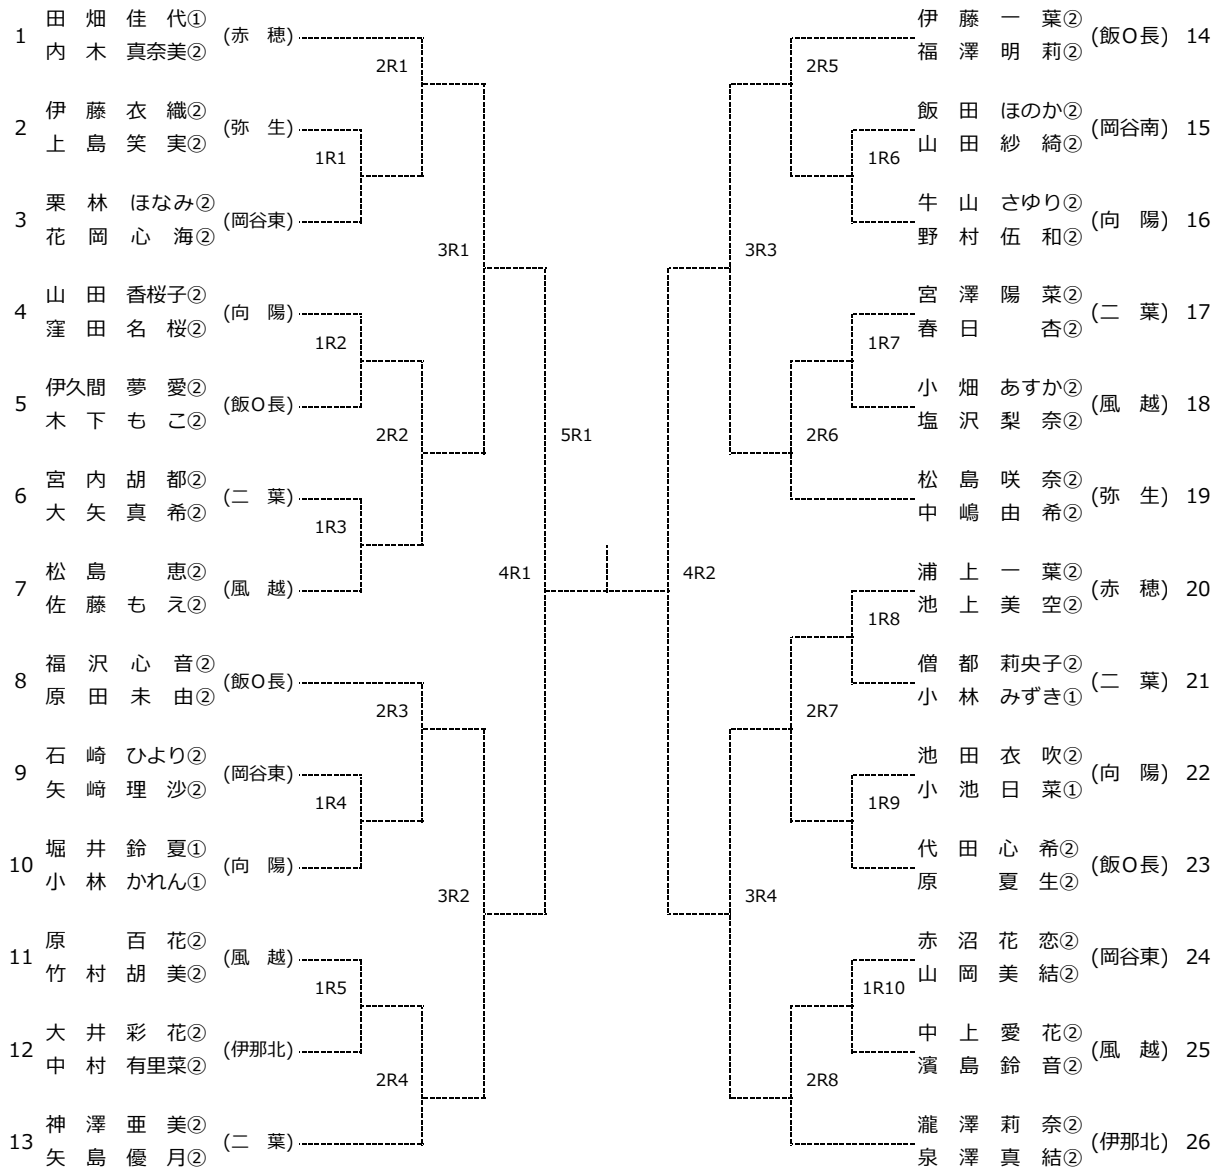 田 畑 佳 代①
1 (赤 穂)
内 木 真奈美②
2R1
伊 藤 衣 織②
2 (弥 生)
上 島 笑 実②
1R1
栗 林 ほなみ②
3 (岡谷東)
花 岡 心 海②
3R1
山 田 香桜子②
4 (向 陽)
窪 田 名 桜②
1R2
伊久間 夢 愛②
5 (飯O長)
木 下 も こ②
2R2
5R1
宮 内 胡 都②
6 (二 葉)
大 矢 真 希②
1R3
松 島 恵②
7 (風 越)
佐 藤 も え②
4R1
福 沢 心 音②
8 (飯O長)
原 田 未 由②
2R3
石 崎 ひより②
9 (岡谷東)
矢 﨑 理 沙②
1R4
堀 井 鈴 夏①
10 (向 陽)
小 林 かれん①
3R2
原 百 花②
11 (風 越)
竹 村 胡 美②
1R5
大 井 彩 花②
12 (伊那北)
中 村 有里菜②
2R4
神 澤 亜 美②
13 (二 葉)
矢 島 優 月②
伊 藤 一 葉②
(飯O長) 14
福 澤 明 莉②
2R5
飯 田 ほのか②
(岡谷南) 15
山 田 紗 綺②
1R6
牛 山 さゆり②
(向 陽) 16
野 村 伍 和②
3R3
宮 澤 陽 菜②
(二 葉) 17
春 日 杏②
1R7
小 畑 あすか②
(風 越) 18
塩 沢 梨 奈②
2R6
松 島 咲 奈②
(弥 生) 19
中 嶋 由 希②
4R2
浦 上 一 葉②
(赤 穂) 20
池 上 美 空②
1R8
僧 都 莉央子②
(二 葉) 21
小 林 みずき①
2R7
池 田 衣 吹②
(向 陽) 22
小 池 日 菜①
1R9
代 田 心 希②
(飯O長) 23
原 夏 生②
3R4
赤 沼 花 恋②
(岡谷東) 24
山 岡 美 結②
1R10
中 上 愛 花②
(風 越) 25
濱 島 鈴 音②
2R8
瀧 澤 莉 奈②
(伊那北) 26
泉 澤 真 結②